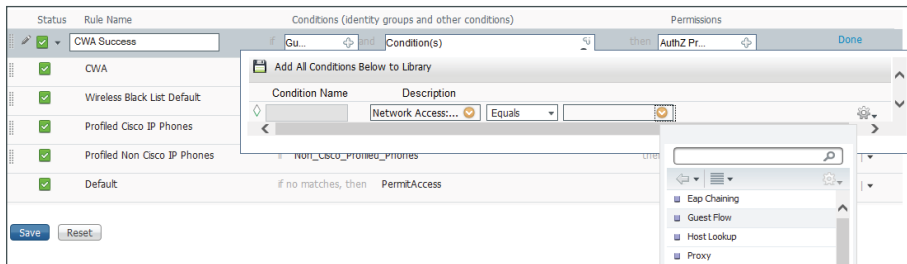 Status Rule Name Conditions (identity groups and other conditions) Permissions
CWA Success if Gu... and Condition(s) then AuthZ Pr... Done
Add All Conditions Below to Library
CWA
Condition Name Description
Wireless Black List Default
Network Access:... Equals
Profiled Cisco IP Phones
Profiled Non Cisco IP Phones if Non_Cisco_Profiled_Phones
Default if no matches, then PermitAccess
Eap Chaining
Guest Flow
Save Reset
Host Lookup
Proxy